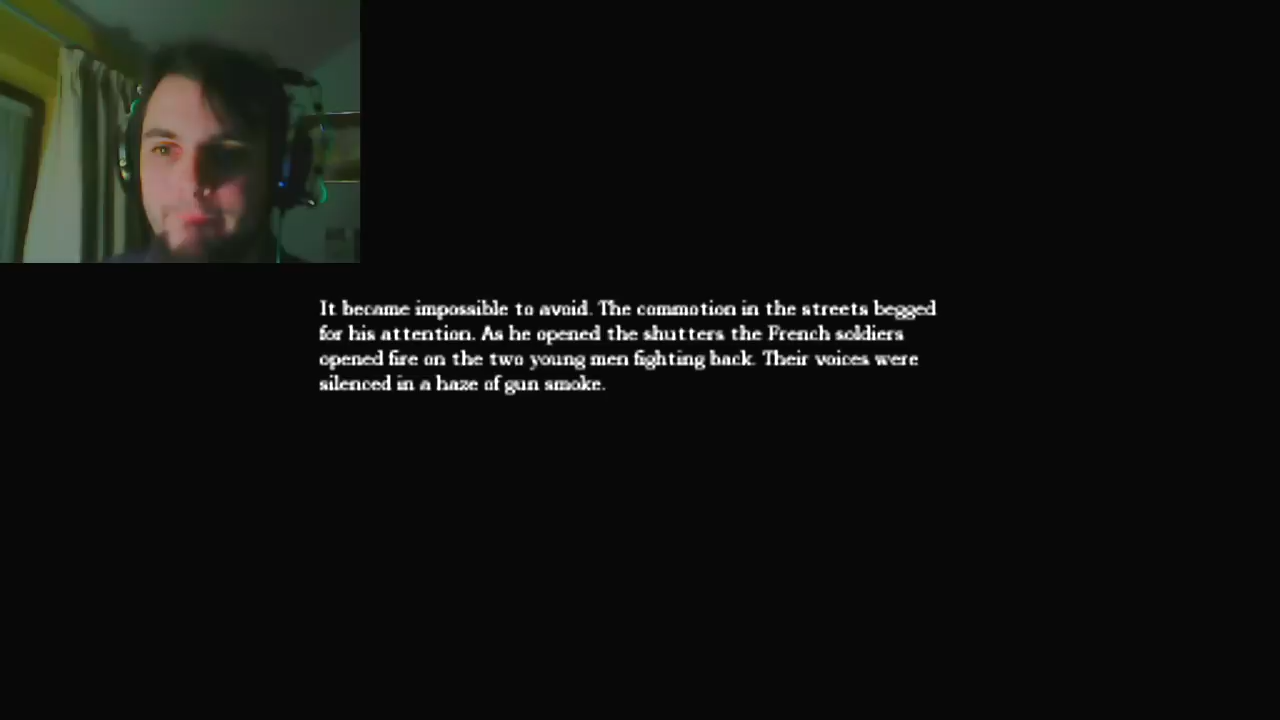 It became impossible to avoid. The commotion in the streets begged
for his attention. As he opened the shutters the French soldiers
opened fire on the two young men fighting back. Their voices were
silenced in a haze of gun smoke.